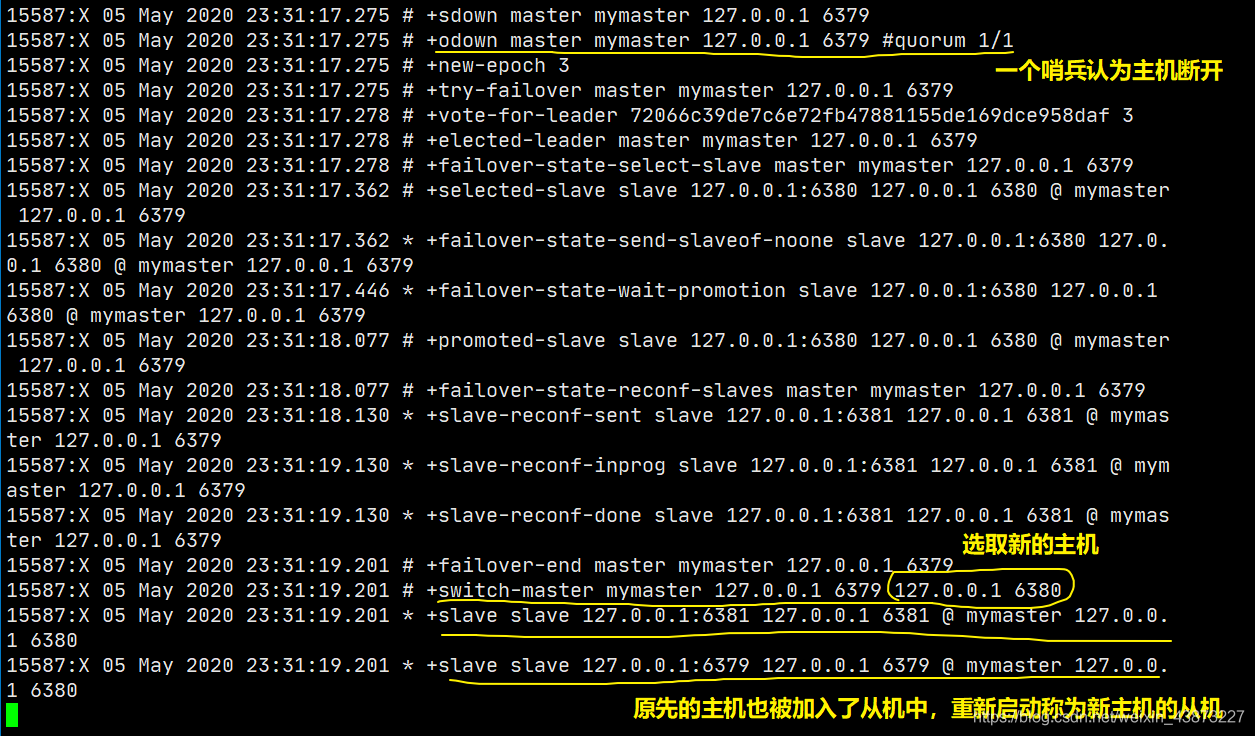 15587:X 05 May 2020 23:31:17.275 # +sdown master mymaster 127.0.0.1 6379
15587:X 05 May 2020 23:31:17.275 # +odown master mymaster 127.0.0.1 6379 #quorum 1/1
一个哨兵认为主机断开
15587:X 05 May 2020 23:31:17.275 # +new-epoch 3
15587:X 05 May 2020 23:31:17.275 # +try-failover master mymaster 127.0.0.1 6379
15587:X 05 May 2020 23:31:17.278 # +vote-for-leader 72066c39de7c6e72fb47881155de169dce958daf 3
15587:X 05 May 2020 23:31:17.278 # +elected-leader master mymaster 127.0.0.1 6379
15587:X 05 May 2020 23:31:17.278 # +failover-state-select-slave master mymaster 127.0.0.1 6379
15587:X 05 May 2020 23:31:17.362 # +selected-slave slave 127.0.0.1:6380 127.0.0.1 6380 @ mymaster
127.0.0.1 6379
15587:X 05 May 2020 23:31:17.362 * +failover-state-send-slaveof-noone slave 127.0.0.1:6380 127.0.
0.1 6380 @ mymaster 127.0.0.1 6379
15587:X 05 May 2020 23:31:17.446 * +failover-state-wait-promotion slave 127.0.0.1:6380 127.0.0.1
6380 @ mymaster 127.0.0.1 6379
15587:X 05 May 2020 23:31:18.077 # +promoted-slave slave 127.0.0.1:6380 127.0.0.1 6380 @ mymaster
127.0.0.1 6379
15587:X 05 May 2020 23:31:18.077 # +failover-state-reconf-slaves master mymaster 127.0.0.1 6379
15587:X 05 May 2020 23:31:18.130 * +slave-reconf-sent slave 127.0.0.1:6381 127.0.0.1 6381 @ mymas
ter 127.0.0.1 6379
15587:X 05 May 2020 23:31:19.130 * +slave-reconf-inprog slave 127.0.0.1:6381 127.0.0.1 6381 @ mym
aster 127.0.0.1 6379
15587:X 05 May 2020 23:31:19.130 * +slave-reconf-done slave 127.0.0.1:6381 127.0.0.1 6381 @ mymas
ter 127.0.0.1 6379
选取新的主机
15587:X 05 May 2020 23:31:19.201 # +failover-end master mymaster 127.0.0.1 6379
15587:X 05 May 2020 23:31:19.201 # +switch-master mymaster 127.0.0.1 6379 127.0.0.1 6380
15587:X 05 May 2020 23:31:19.201 * +slave slave 127.0.0.1:6381 127.0.0.1 6381 @ mymaster 127.0.0.
1 6380
15587:X 05 May 2020 23:31:19.201 * +slave slave 127.0.0.1:6379 127.0.0.1 6379 @ mymaster 127.0.0.
1 6380
原先的主机也被加入了从机中，重新启动称为新主机的从机